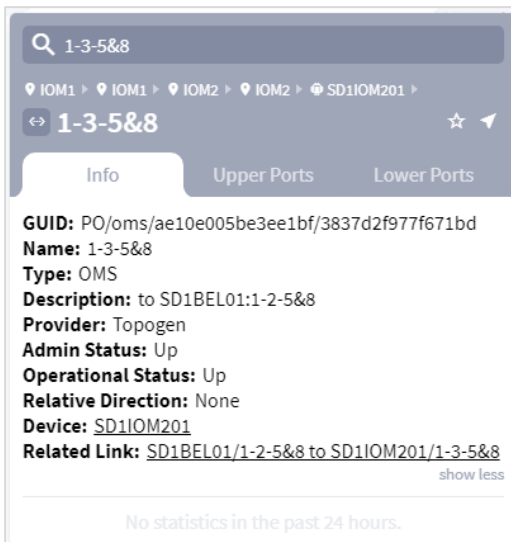 1-3-5&8
IOM1 IOM1 IOM2 IOM2 SD1IOM201
1-3-5&8
Info Upper Ports Lower Ports
GUID: PO/oms/ae10e005be3ee1bf/3837d2f977f671bd
Name: 1-3-5&8
Type: OMS
Description: to SD1BEL01:1-2-5&8
Provider: Topogen
Admin Status: Up
Operational Status: Up
Relative Direction: None
Device: SD1IOM201
Related Link: SD1BEL01/1-2-5&8 to SD1IOM201/1-3-5&8
show less
No statistics in the past 24 hours.